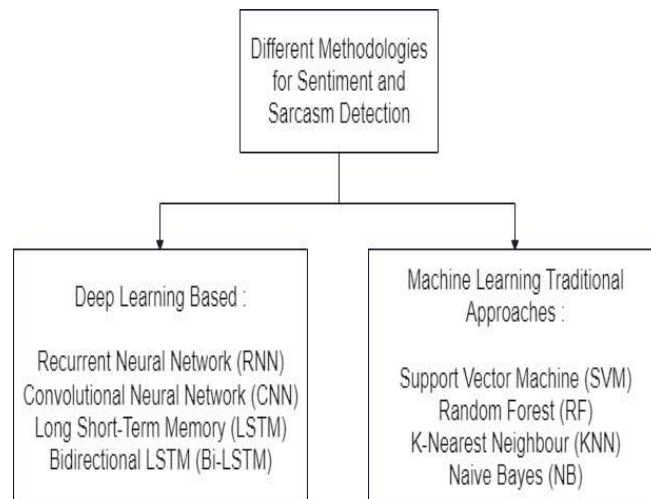 Different Methodologies
for Sentiment and
Sarcasm Detection
Deep Learning Based :
Recurrent Neural Network (RNN)
Convolutional Neural Network (CNN)
Long Short-Term Memory (LSTM)
Bidirectional LSTM (Bi-LSTM)
Machine Learning Traditional
Approaches :
Support Vector Machine (SVM)
Random Forest (RF)
K-Nearest Neighbour (KNN)
Naive Bayes (NB)